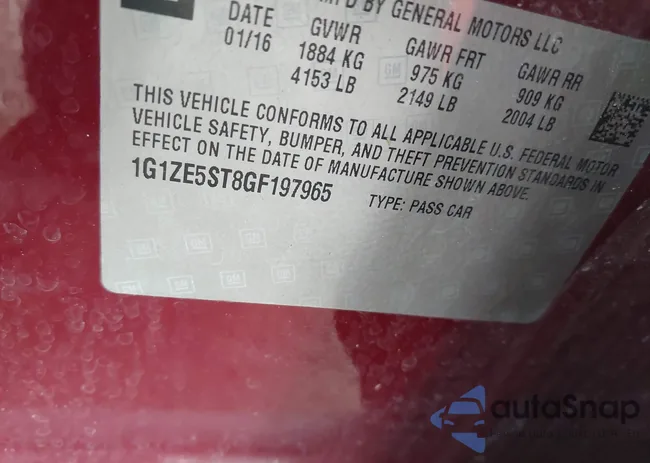 MFD BY GENERAL MOTORS LLC
DATE GVWR GAWR FRT GAWR RR
01/16 1884 KG 975 KG 909 KG
4153 LB 2149 LB 2004 LB
THIS VEHICLE CONFORMS TO ALL APPLICABLE U.S. FEDERAL MOTOR
VEHICLE SAFETY, BUMPER, AND THEFT PREVENTION STANDARDS IN
EFFECT ON THE DATE OF MANUFACTURE SHOWN ABOVE.
1G1ZE5ST8GF197965 TYPE: PASS CAR
GM
autoSnap